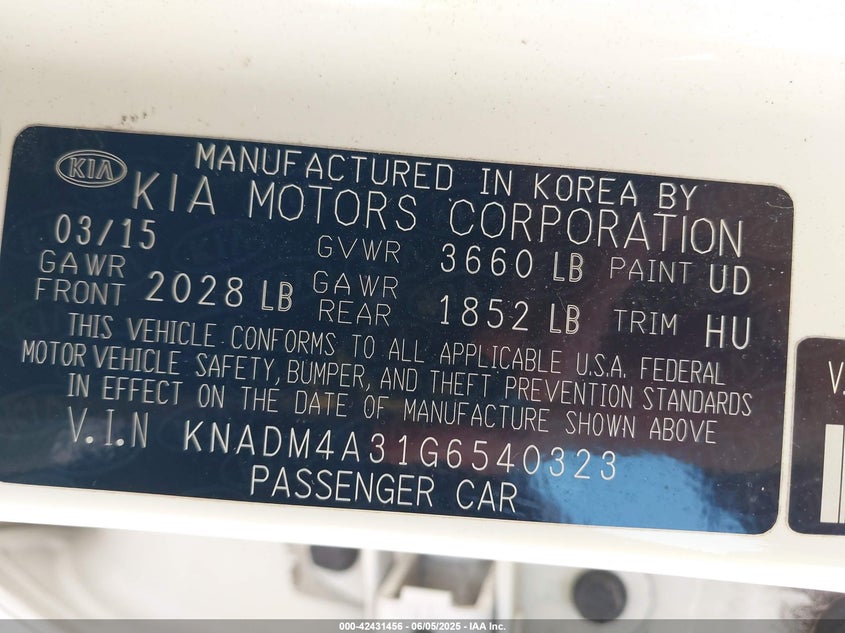 KIA
MANUFACTURED IN KOREA BY
KIA MOTORS CORPORATION
03/15 GVWR 3660 LB PAINT UD
GAWR FRONT 2028 LB GAWR REAR 1852 LB TRIM HU
THIS VEHICLE CONFORMS TO ALL APPLICABLE U.S.A. FEDERAL
MOTOR VEHICLE SAFETY, BUMPER, AND THEFT PREVENTION STANDARDS
IN EFFECT ON THE DATE OF MANUFACTURE SHOWN ABOVE
V.I.N KNADM4A31G6540323
PASSENGER CAR
V.
000-42431456 - 06/05/2025 - IAA